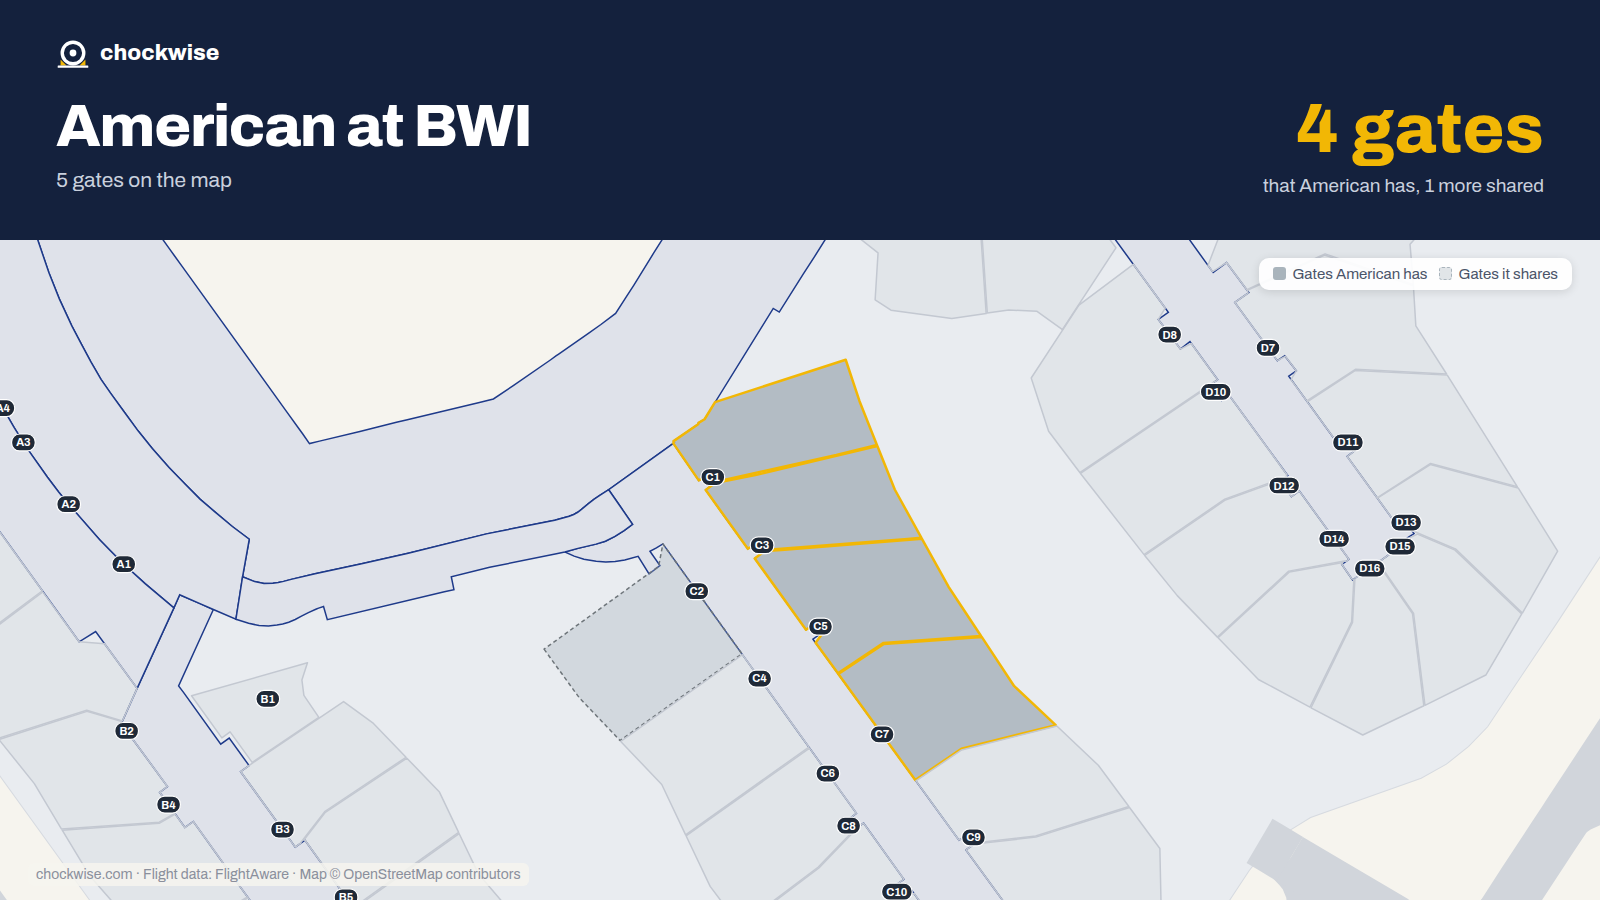 chockwise
American at BWI
5 gates on the map
4 gates
that American has, 1 more shared
Gates American has
Gates it shares
D8
D7
D10
A4
A3
D11
C1
D12
A2
D13
C3
D14
D15
A1
D16
C2
C5
C4
B1
B2
C7
C6
B4
C8
B3
C9
chockwise.com · Flight data: FlightAware · Map © OpenStreetMap contributors
C10
B5